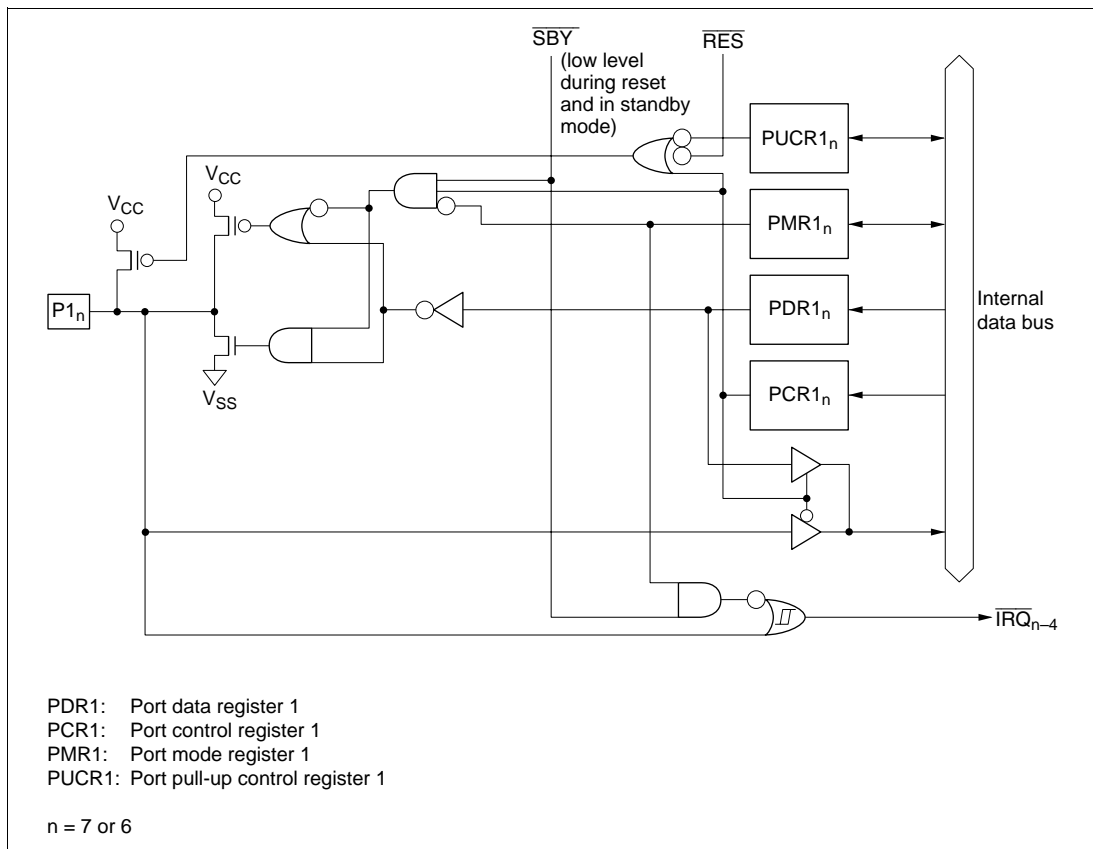 SBY
(low level
during reset
and in standby
mode)
RES
PUCR1n
VCC
VCC
PMR1n
P1n
PDR1n
Internal
data bus
VSS
PCR1n
IRQn–4
PDR1: Port data register 1
PCR1: Port control register 1
PMR1: Port mode register 1
PUCR1: Port pull-up control register 1
n = 7 or 6